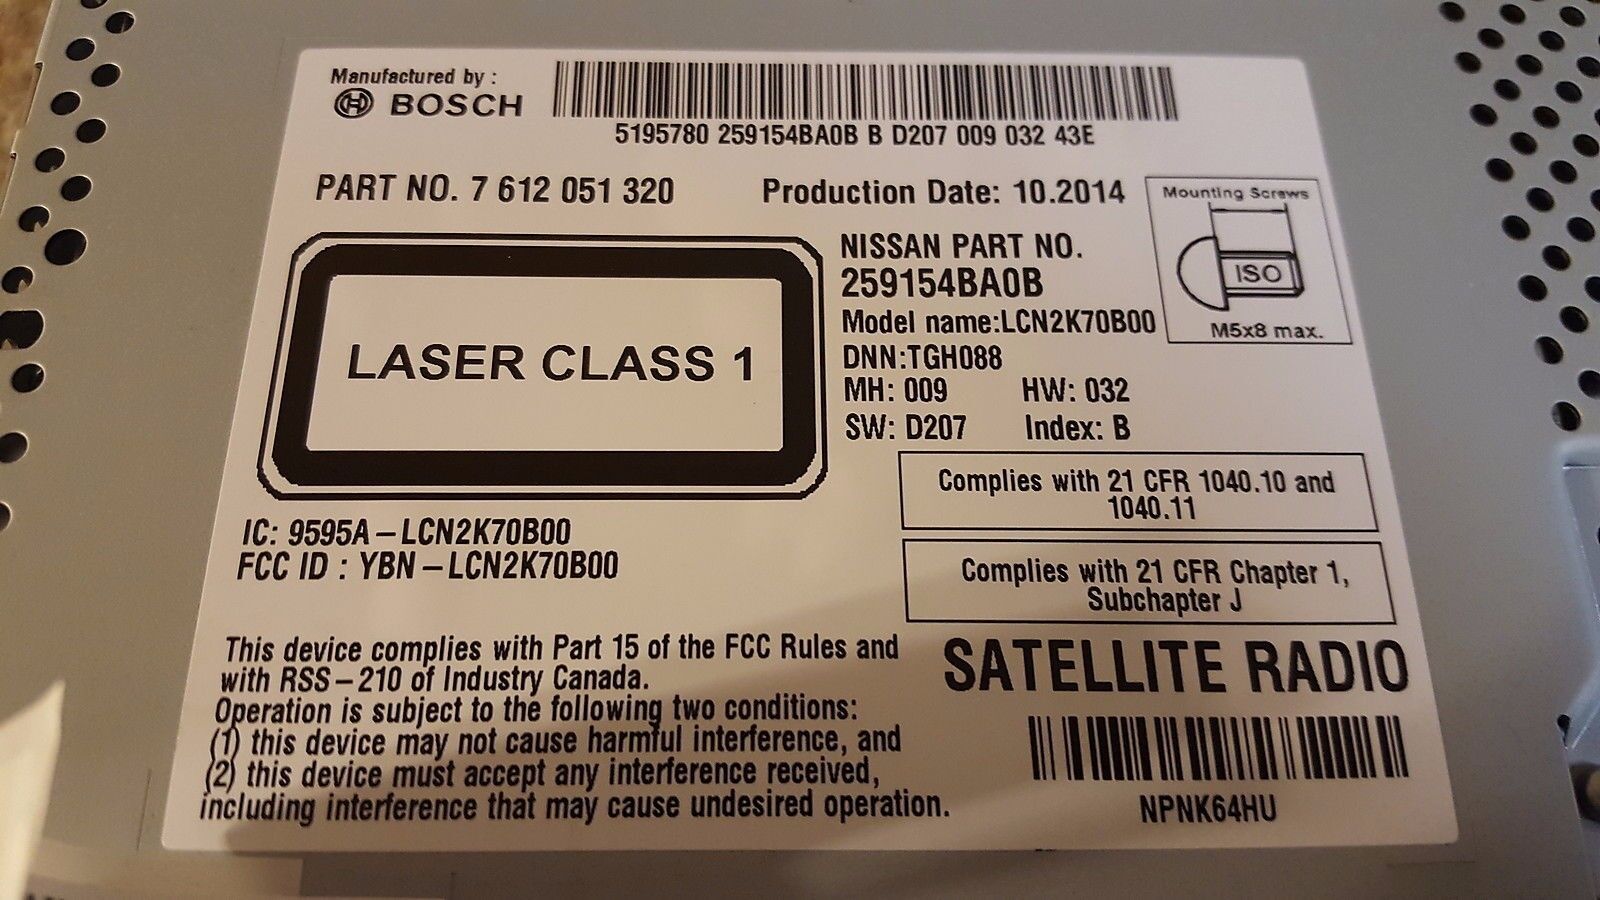 Manufactured by :
BOSCH
5195780 259154BA0B B D207 009 032 43E
PART NO. 7 612 051 320
Production Date: 10.2014
Mounting Screws
ISO
M5x8 max.
LASER CLASS 1
NISSAN PART NO.
259154BA0B
Model name:LCN2K70B00
DNN:TGH088
MH: 009 HW: 032
SW: D207 Index: B
Complies with 21 CFR 1040.10 and
1040.11
Complies with 21 CFR Chapter 1,
Subchapter J
IC: 9595A-LCN2K70B00
FCC ID : YBN-LCN2K70B00
This device complies with Part 15 of the FCC Rules and
with RSS-210 of Industry Canada.
Operation is subject to the following two conditions:
(1) this device may not cause harmful interference, and
(2) this device must accept any interference received,
including interference that may cause undesired operation.
SATELLITE RADIO
NPNK64HU